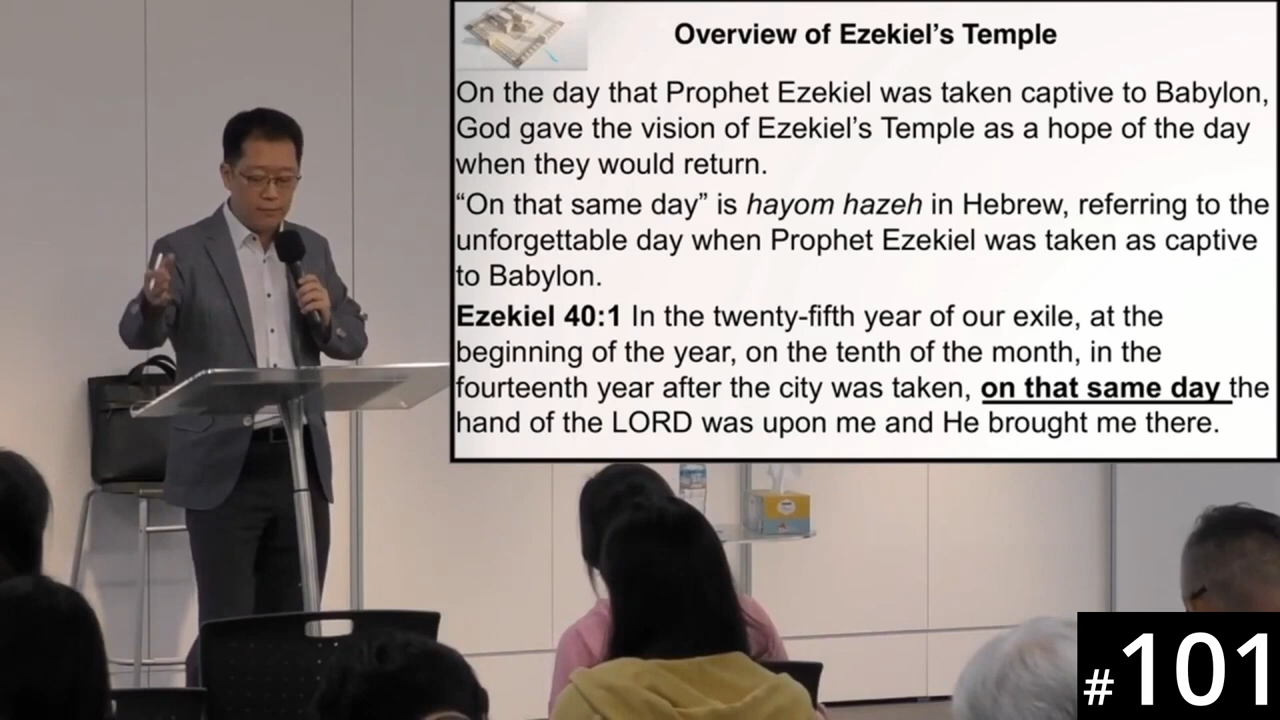 Overview of Ezekiel’s Temple
On the day that Prophet Ezekiel was taken captive to Babylon,
God gave the vision of Ezekiel’s Temple as a hope of the day
when they would return.
“On that same day” is hayom hazeh in Hebrew, referring to the
unforgettable day when Prophet Ezekiel was taken as captive
to Babylon.
Ezekiel 40:1 In the twenty-fifth year of our exile, at the
beginning of the year, on the tenth of the month, in the
fourteenth year after the city was taken, on that same day the
hand of the LORD was upon me and He brought me there.
#101